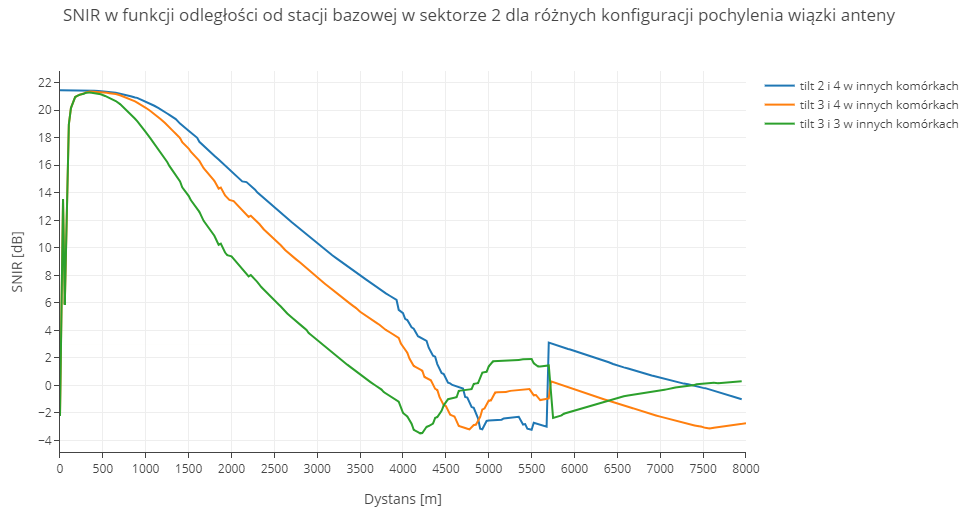 SNIR w funkcji odległości od stacji bazowej w sektorze 2 dla różnych konfiguracji pochylenia wiązki anteny
tilt 2 i 4 w innych komórkach
tilt 3 i 4 w innych komórkach
tilt 3 i 3 w innych komórkach
SNIR [dB]
22
20
18
16
14
12
10
8
6
4
2
0
−2
−4
0 500 1000 1500 2000 2500 3000 3500 4000 4500 5000 5500 6000 6500 7000 7500 8000
Dystans [m]